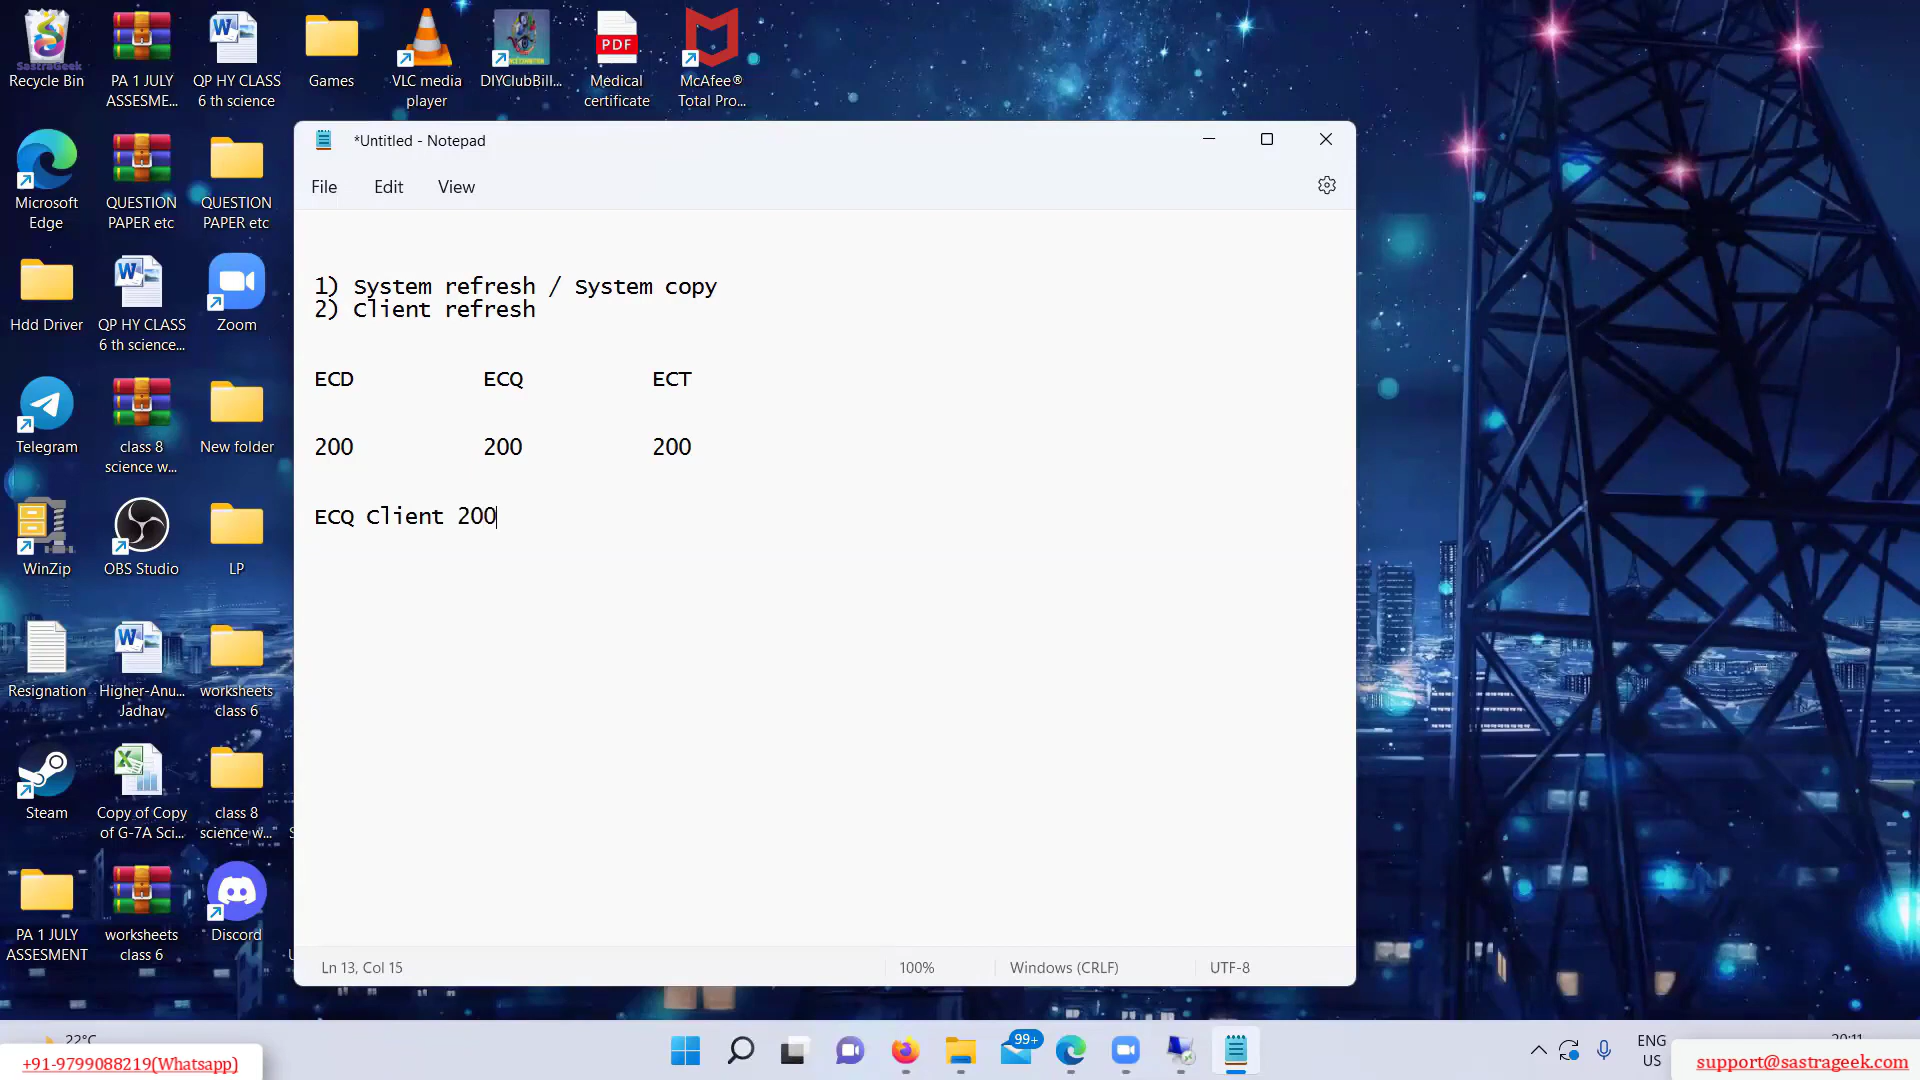 Recycle Bin
PA 1 JULY
ASSESME...
QP HY CLASS
6 th science
Games
VLC media
player
DIYClubBill...
PDF
Medical
certificate
McAfee®
Total Pro...
SastraGeek
Microsoft
Edge
QUESTION
PAPER etc
QUESTION
PAPER etc
Hdd Driver
QP HY CLASS
6 th science...
Zoom
Telegram
class 8
science w...
New folder
WinZip
OBS Studio
LP
Resignation
Higher-Anu...
Jadhav
worksheets
class 6
Steam
Copy of Copy
of G-7A Sci...
class 8
science w...
PA 1 JULY
ASSESMENT
worksheets
class 6
Discord
*Untitled - Notepad
File Edit View
1) System refresh / System copy
2) Client refresh
ECD ECQ ECT
200 200 200
ECQ Client 200
Ln 13, Col 15 100% Windows (CRLF) UTF-8
22°C
+91-9799088219(Whatsapp)
99+
ENG
US
20:11
support@sastrageek.com